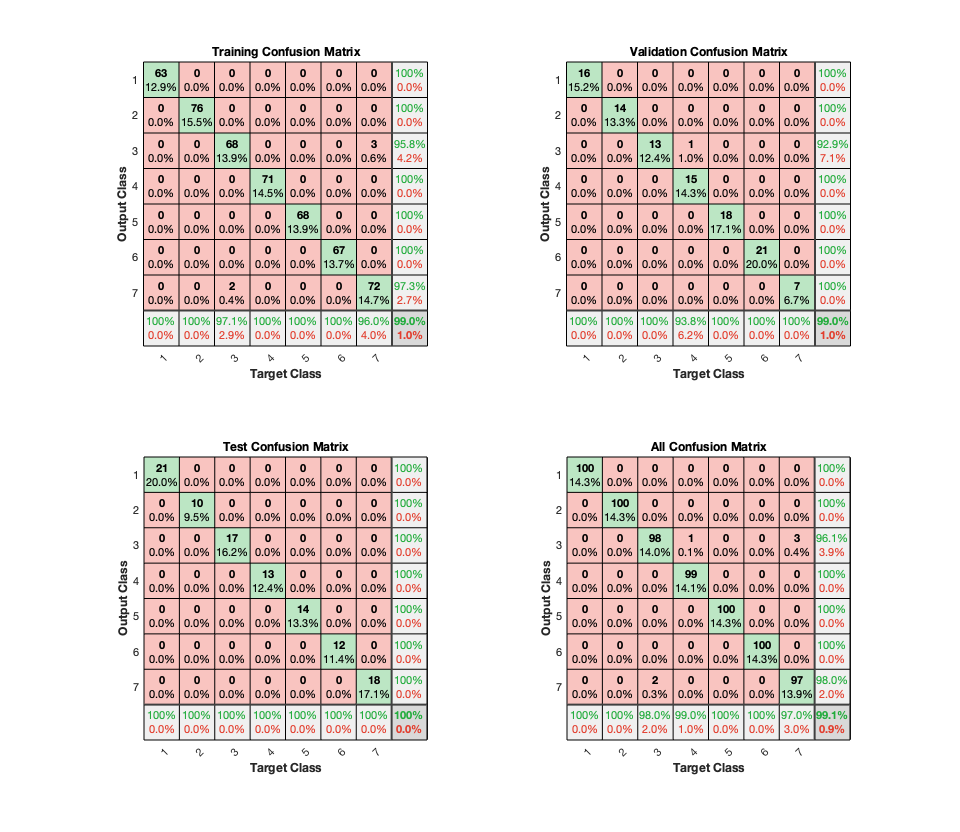 Training Confusion Matrix
1 63 0 0 0 0 0 0 100%
12.9% 0.0% 0.0% 0.0% 0.0% 0.0% 0.0% 0.0%
2 0 76 0 0 0 0 0 100%
0.0% 15.5% 0.0% 0.0% 0.0% 0.0% 0.0% 0.0%
3 0 0 68 0 0 0 3 95.8%
0.0% 0.0% 13.9% 0.0% 0.0% 0.0% 0.6% 4.2%
4 0 0 0 71 0 0 0 100%
0.0% 0.0% 0.0% 14.5% 0.0% 0.0% 0.0% 0.0%
5 0 0 0 0 68 0 0 100%
0.0% 0.0% 0.0% 0.0% 13.9% 0.0% 0.0% 0.0%
6 0 0 0 0 0 67 0 100%
0.0% 0.0% 0.0% 0.0% 0.0% 13.7% 0.0% 0.0%
7 0 0 2 0 0 0 72 97.3%
0.0% 0.0% 0.4% 0.0% 0.0% 0.0% 14.7% 2.7%
100% 100% 97.1% 100% 100% 100% 96.0% 99.0%
0.0% 0.0% 2.9% 0.0% 0.0% 0.0% 4.0% 1.0%
1 2 3 4 5 6 7
Target Class
Output Class
Validation Confusion Matrix
1 16 0 0 0 0 0 0 100%
15.2% 0.0% 0.0% 0.0% 0.0% 0.0% 0.0% 0.0%
2 0 14 0 0 0 0 0 100%
0.0% 13.3% 0.0% 0.0% 0.0% 0.0% 0.0% 0.0%
3 0 0 13 1 0 0 0 92.9%
0.0% 0.0% 12.4% 1.0% 0.0% 0.0% 0.0% 7.1%
4 0 0 0 15 0 0 0 100%
0.0% 0.0% 0.0% 14.3% 0.0% 0.0% 0.0% 0.0%
5 0 0 0 0 18 0 0 100%
0.0% 0.0% 0.0% 0.0% 17.1% 0.0% 0.0% 0.0%
6 0 0 0 0 0 21 0 100%
0.0% 0.0% 0.0% 0.0% 0.0% 20.0% 0.0% 0.0%
7 0 0 0 0 0 0 7 100%
0.0% 0.0% 0.0% 0.0% 0.0% 0.0% 6.7% 0.0%
100% 100% 100% 93.8% 100% 100% 100% 99.0%
0.0% 0.0% 0.0% 6.2% 0.0% 0.0% 0.0% 1.0%
1 2 3 4 5 6 7
Target Class
Output Class
Test Confusion Matrix
1 21 0 0 0 0 0 0 100%
20.0% 0.0% 0.0% 0.0% 0.0% 0.0% 0.0% 0.0%
2 0 10 0 0 0 0 0 100%
0.0% 9.5% 0.0% 0.0% 0.0% 0.0% 0.0% 0.0%
3 0 0 17 0 0 0 0 100%
0.0% 0.0% 16.2% 0.0% 0.0% 0.0% 0.0% 0.0%
4 0 0 0 13 0 0 0 100%
0.0% 0.0% 0.0% 12.4% 0.0% 0.0% 0.0% 0.0%
5 0 0 0 0 14 0 0 100%
0.0% 0.0% 0.0% 0.0% 13.3% 0.0% 0.0% 0.0%
6 0 0 0 0 0 12 0 100%
0.0% 0.0% 0.0% 0.0% 0.0% 11.4% 0.0% 0.0%
7 0 0 0 0 0 0 18 100%
0.0% 0.0% 0.0% 0.0% 0.0% 0.0% 17.1% 0.0%
100% 100% 100% 100% 100% 100% 100% 100%
0.0% 0.0% 0.0% 0.0% 0.0% 0.0% 0.0% 0.0%
1 2 3 4 5 6 7
Target Class
Output Class
All Confusion Matrix
1 100 0 0 0 0 0 0 100%
14.3% 0.0% 0.0% 0.0% 0.0% 0.0% 0.0% 0.0%
2 0 100 0 0 0 0 0 100%
0.0% 14.3% 0.0% 0.0% 0.0% 0.0% 0.0% 0.0%
3 0 0 98 1 0 0 3 96.1%
0.0% 0.0% 14.0% 0.1% 0.0% 0.0% 0.4% 3.9%
4 0 0 0 99 0 0 0 100%
0.0% 0.0% 0.0% 14.1% 0.0% 0.0% 0.0% 0.0%
5 0 0 0 0 100 0 0 100%
0.0% 0.0% 0.0% 0.0% 14.3% 0.0% 0.0% 0.0%
6 0 0 0 0 0 100 0 100%
0.0% 0.0% 0.0% 0.0% 0.0% 14.3% 0.0% 0.0%
7 0 0 2 0 0 0 97 98.0%
0.0% 0.0% 0.3% 0.0% 0.0% 0.0% 13.9% 2.0%
100% 100% 98.0% 99.0% 100% 100% 97.0% 99.1%
0.0% 0.0% 2.0% 1.0% 0.0% 0.0% 3.0% 0.9%
1 2 3 4 5 6 7
Target Class
Output Class